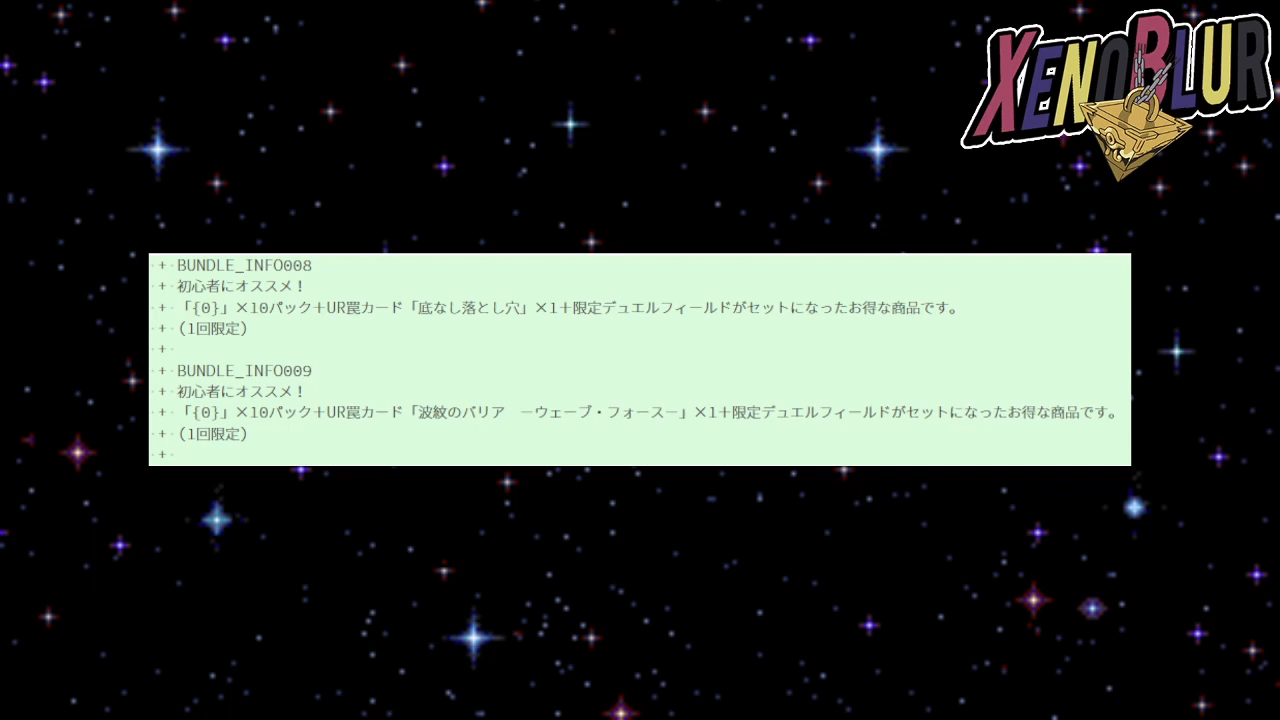 XENOBLUR
+ BUNDLE_INFO008
+ 初心者にオススメ！
+ 「{0}」×10パック＋UR罠カード「底なし落とし穴」×1＋限定デュエルフィールドがセットになったお得な商品です。
+ (1回限定)
+
+ BUNDLE_INFO009
+ 初心者にオススメ！
+ 「{0}」×10パック＋UR罠カード「波紋のバリア　－ウェーブ・フォース－」×1＋限定デュエルフィールドがセットになったお得な商品です。
+ (1回限定)
+